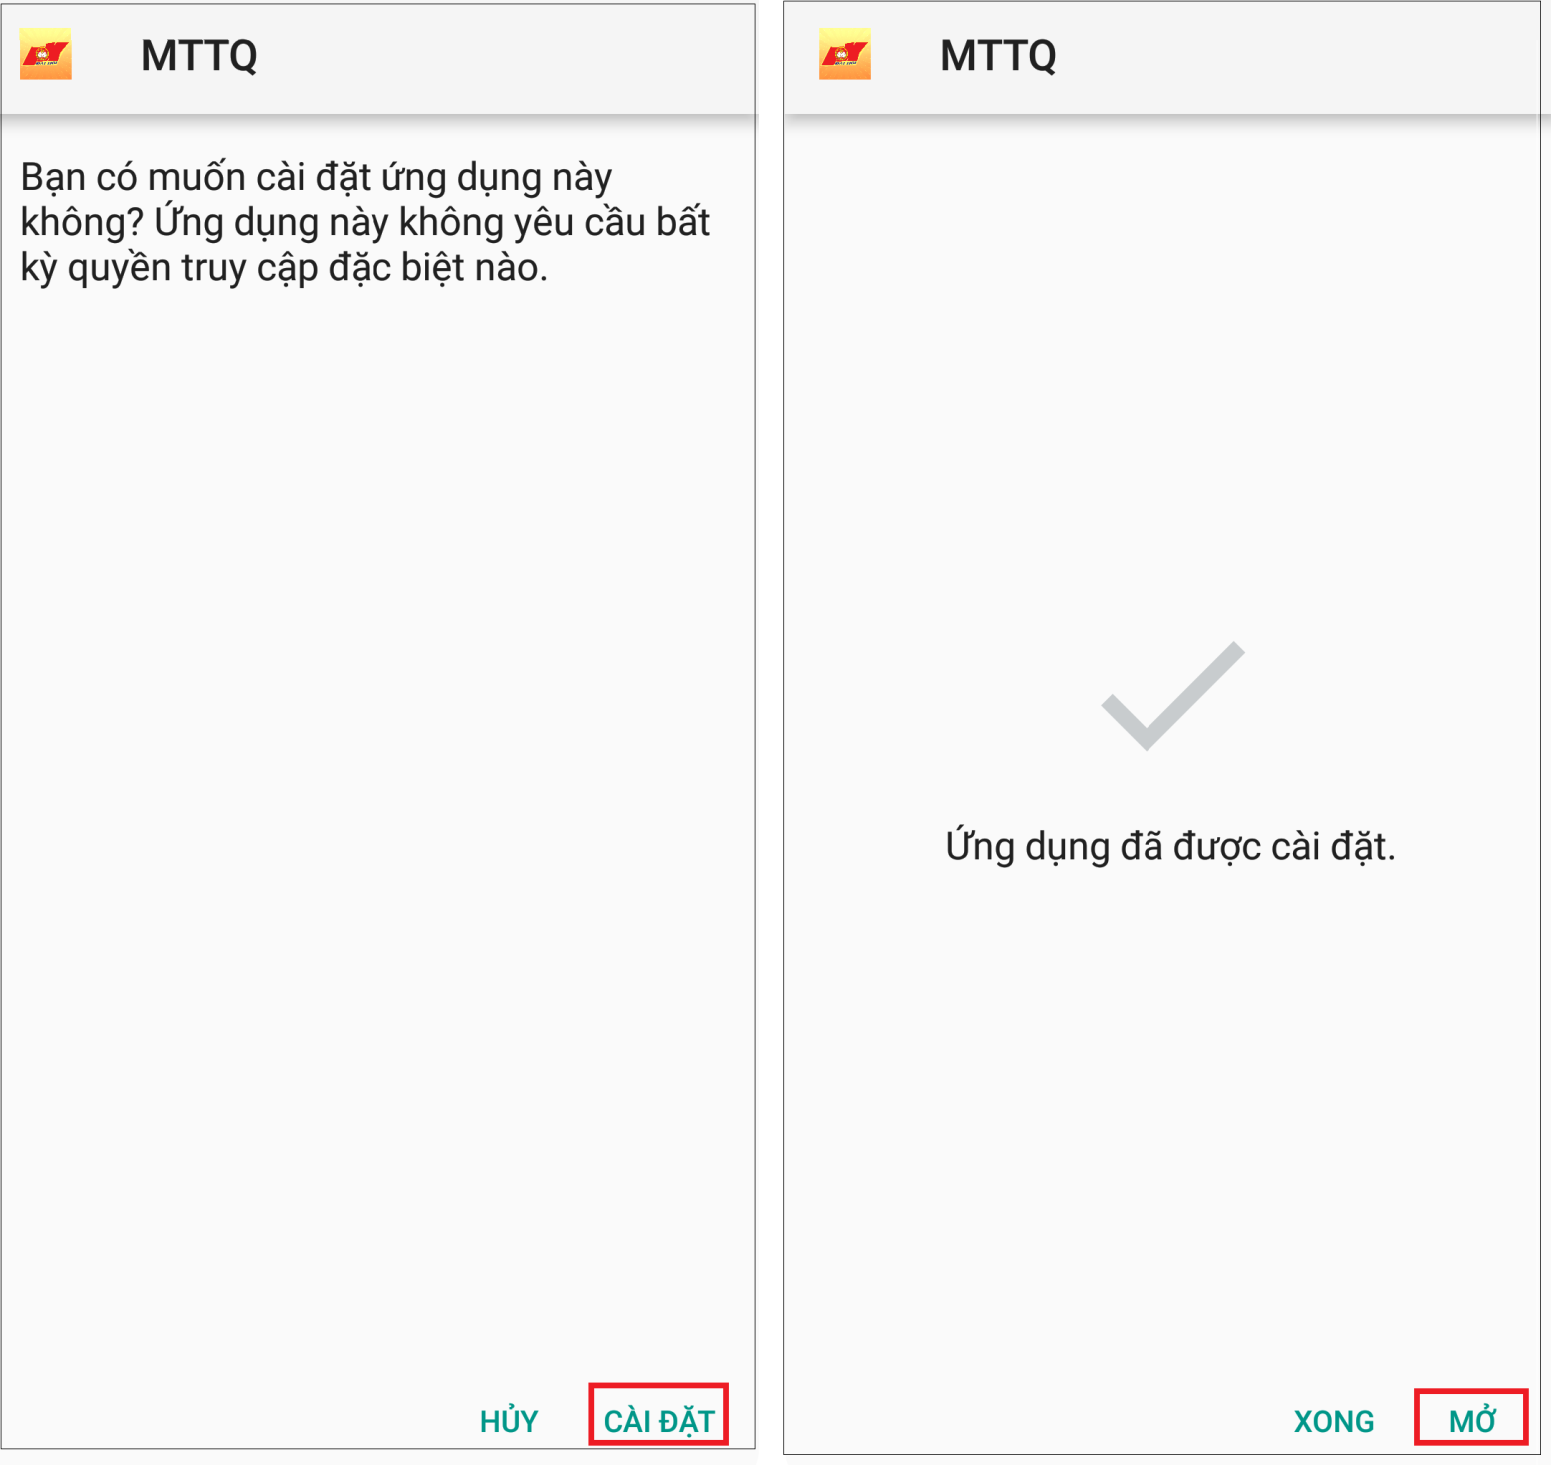 MTTQ
Bạn có muốn cài đặt ứng dụng này
không? Ứng dụng này không yêu cầu bất
kỳ quyền truy cập đặc biệt nào.
HỦY CÀI ĐẶT
MTTQ
Ứng dụng đã được cài đặt.
XONG MỞ